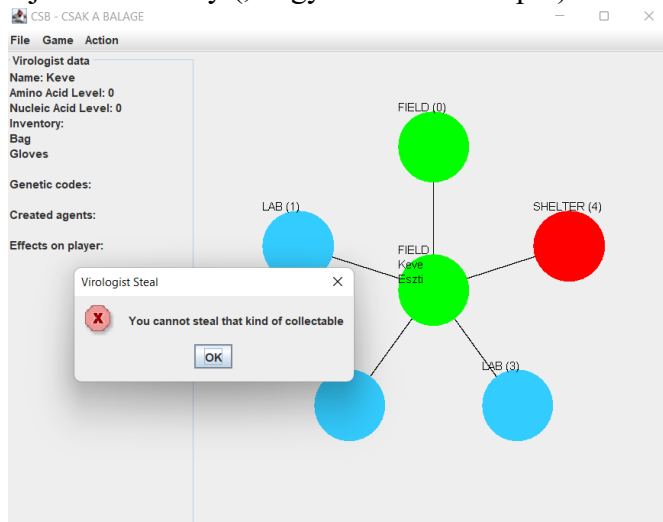 CSB - CSAK A BALAGE
File Game Action
Virologist data
Name: Keve
Amino Acid Level: 0
Nucleic Acid Level: 0
Inventory:
Bag
Gloves
Genetic codes:
Created agents:
Effects on player:
FIELD (0)
LAB (1)
SHELTER (4)
FIELD
Keve
Eszti
LAB (3)
Virologist Steal
You cannot steal that kind of collectable
OK